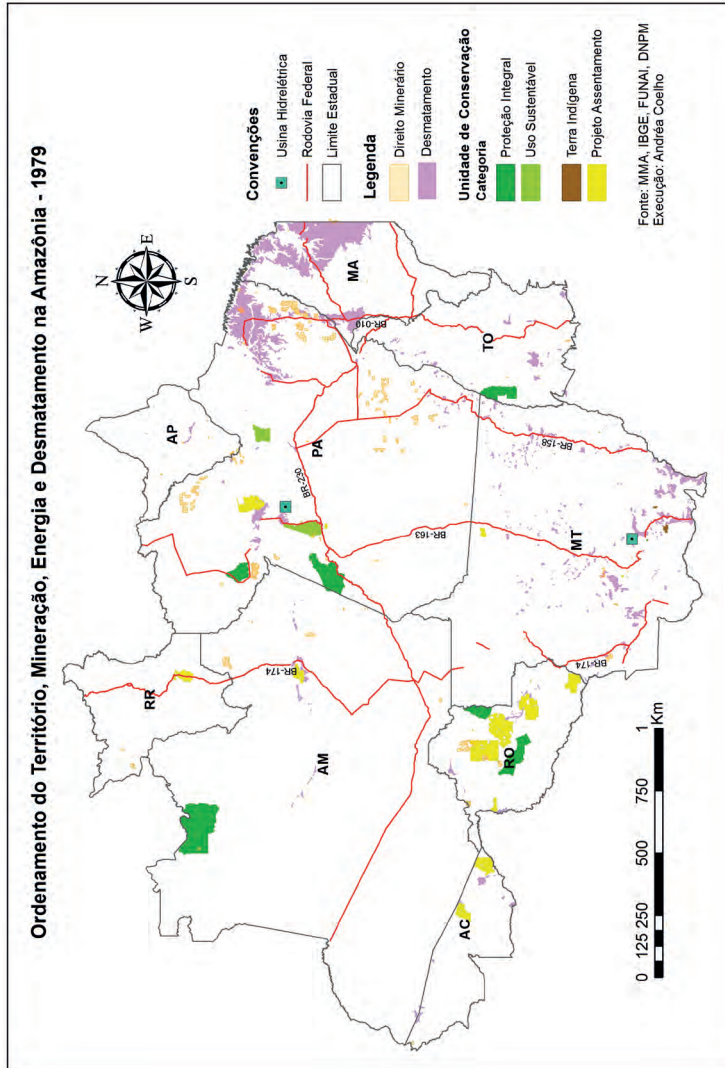 Ordenamento do Território, Mineração, Energia e Desmatamento na Amazônia - 1979
N
W
E
S
RR
AP
BR-174
AM
PA
BR-230
MA
BR-010
TO
BR-163
BR-158
MT
BR-174
RO
AC
Convenções
Usina Hidrelétrica
Rodovia Federal
Limite Estadual
Legenda
Direito Minerário
Desmatamento
Unidade de Conservação
Categoria
Proteção Integral
Uso Sustentável
Terra Indígena
Projeto Assentamento
Fonte: MMA, IBGE, FUNAI, DNPM
Execução: Andréa Coelho
0 125 250 500 750 1
Km